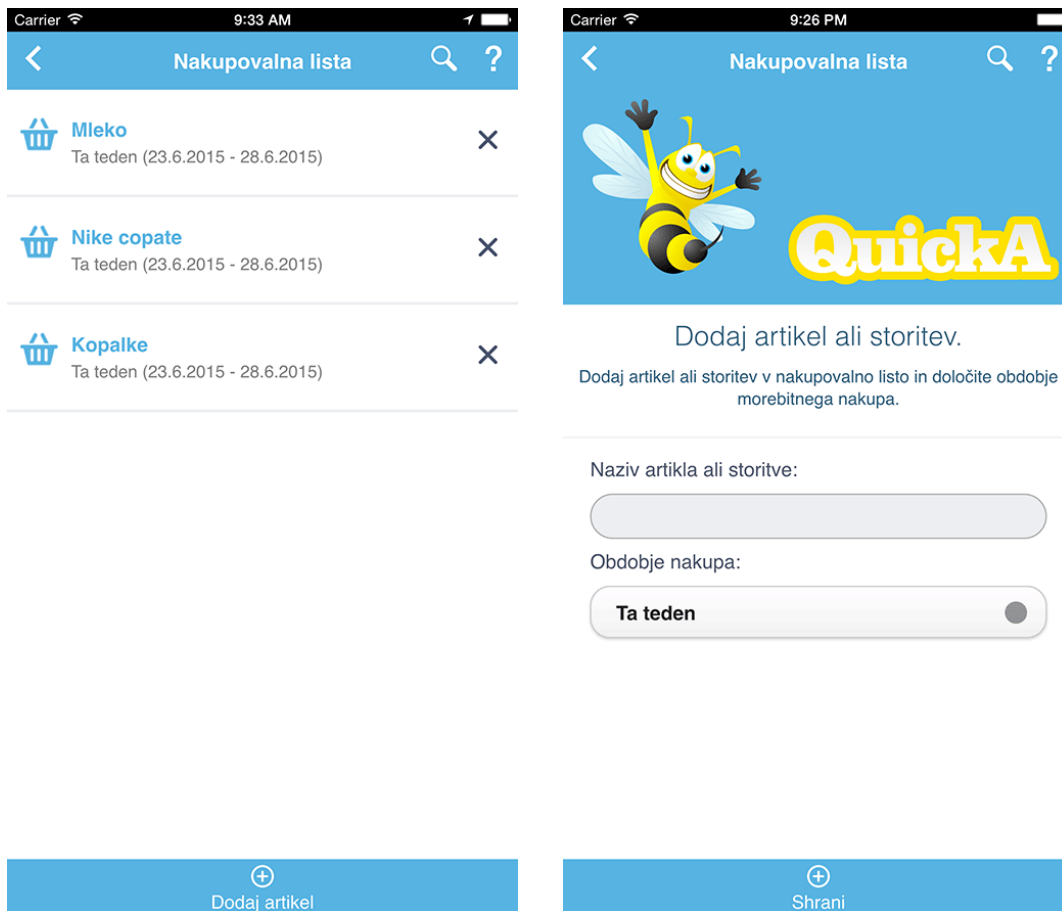 Carrier 9:33 AM
Nakupovalna lista ?
Mleko
Ta teden (23.6.2015 - 28.6.2015)
Nike copate
Ta teden (23.6.2015 - 28.6.2015)
Kopalke
Ta teden (23.6.2015 - 28.6.2015)
Dodaj artikel
Carrier 9:26 PM
Nakupovalna lista ?
QuickA
Dodaj artikel ali storitev.
Dodaj artikel ali storitev v nakupovalno listo in določite obdobje
morebitnega nakupa.
Naziv artikla ali storitve:
Obdobje nakupa:
Ta teden
Shrani